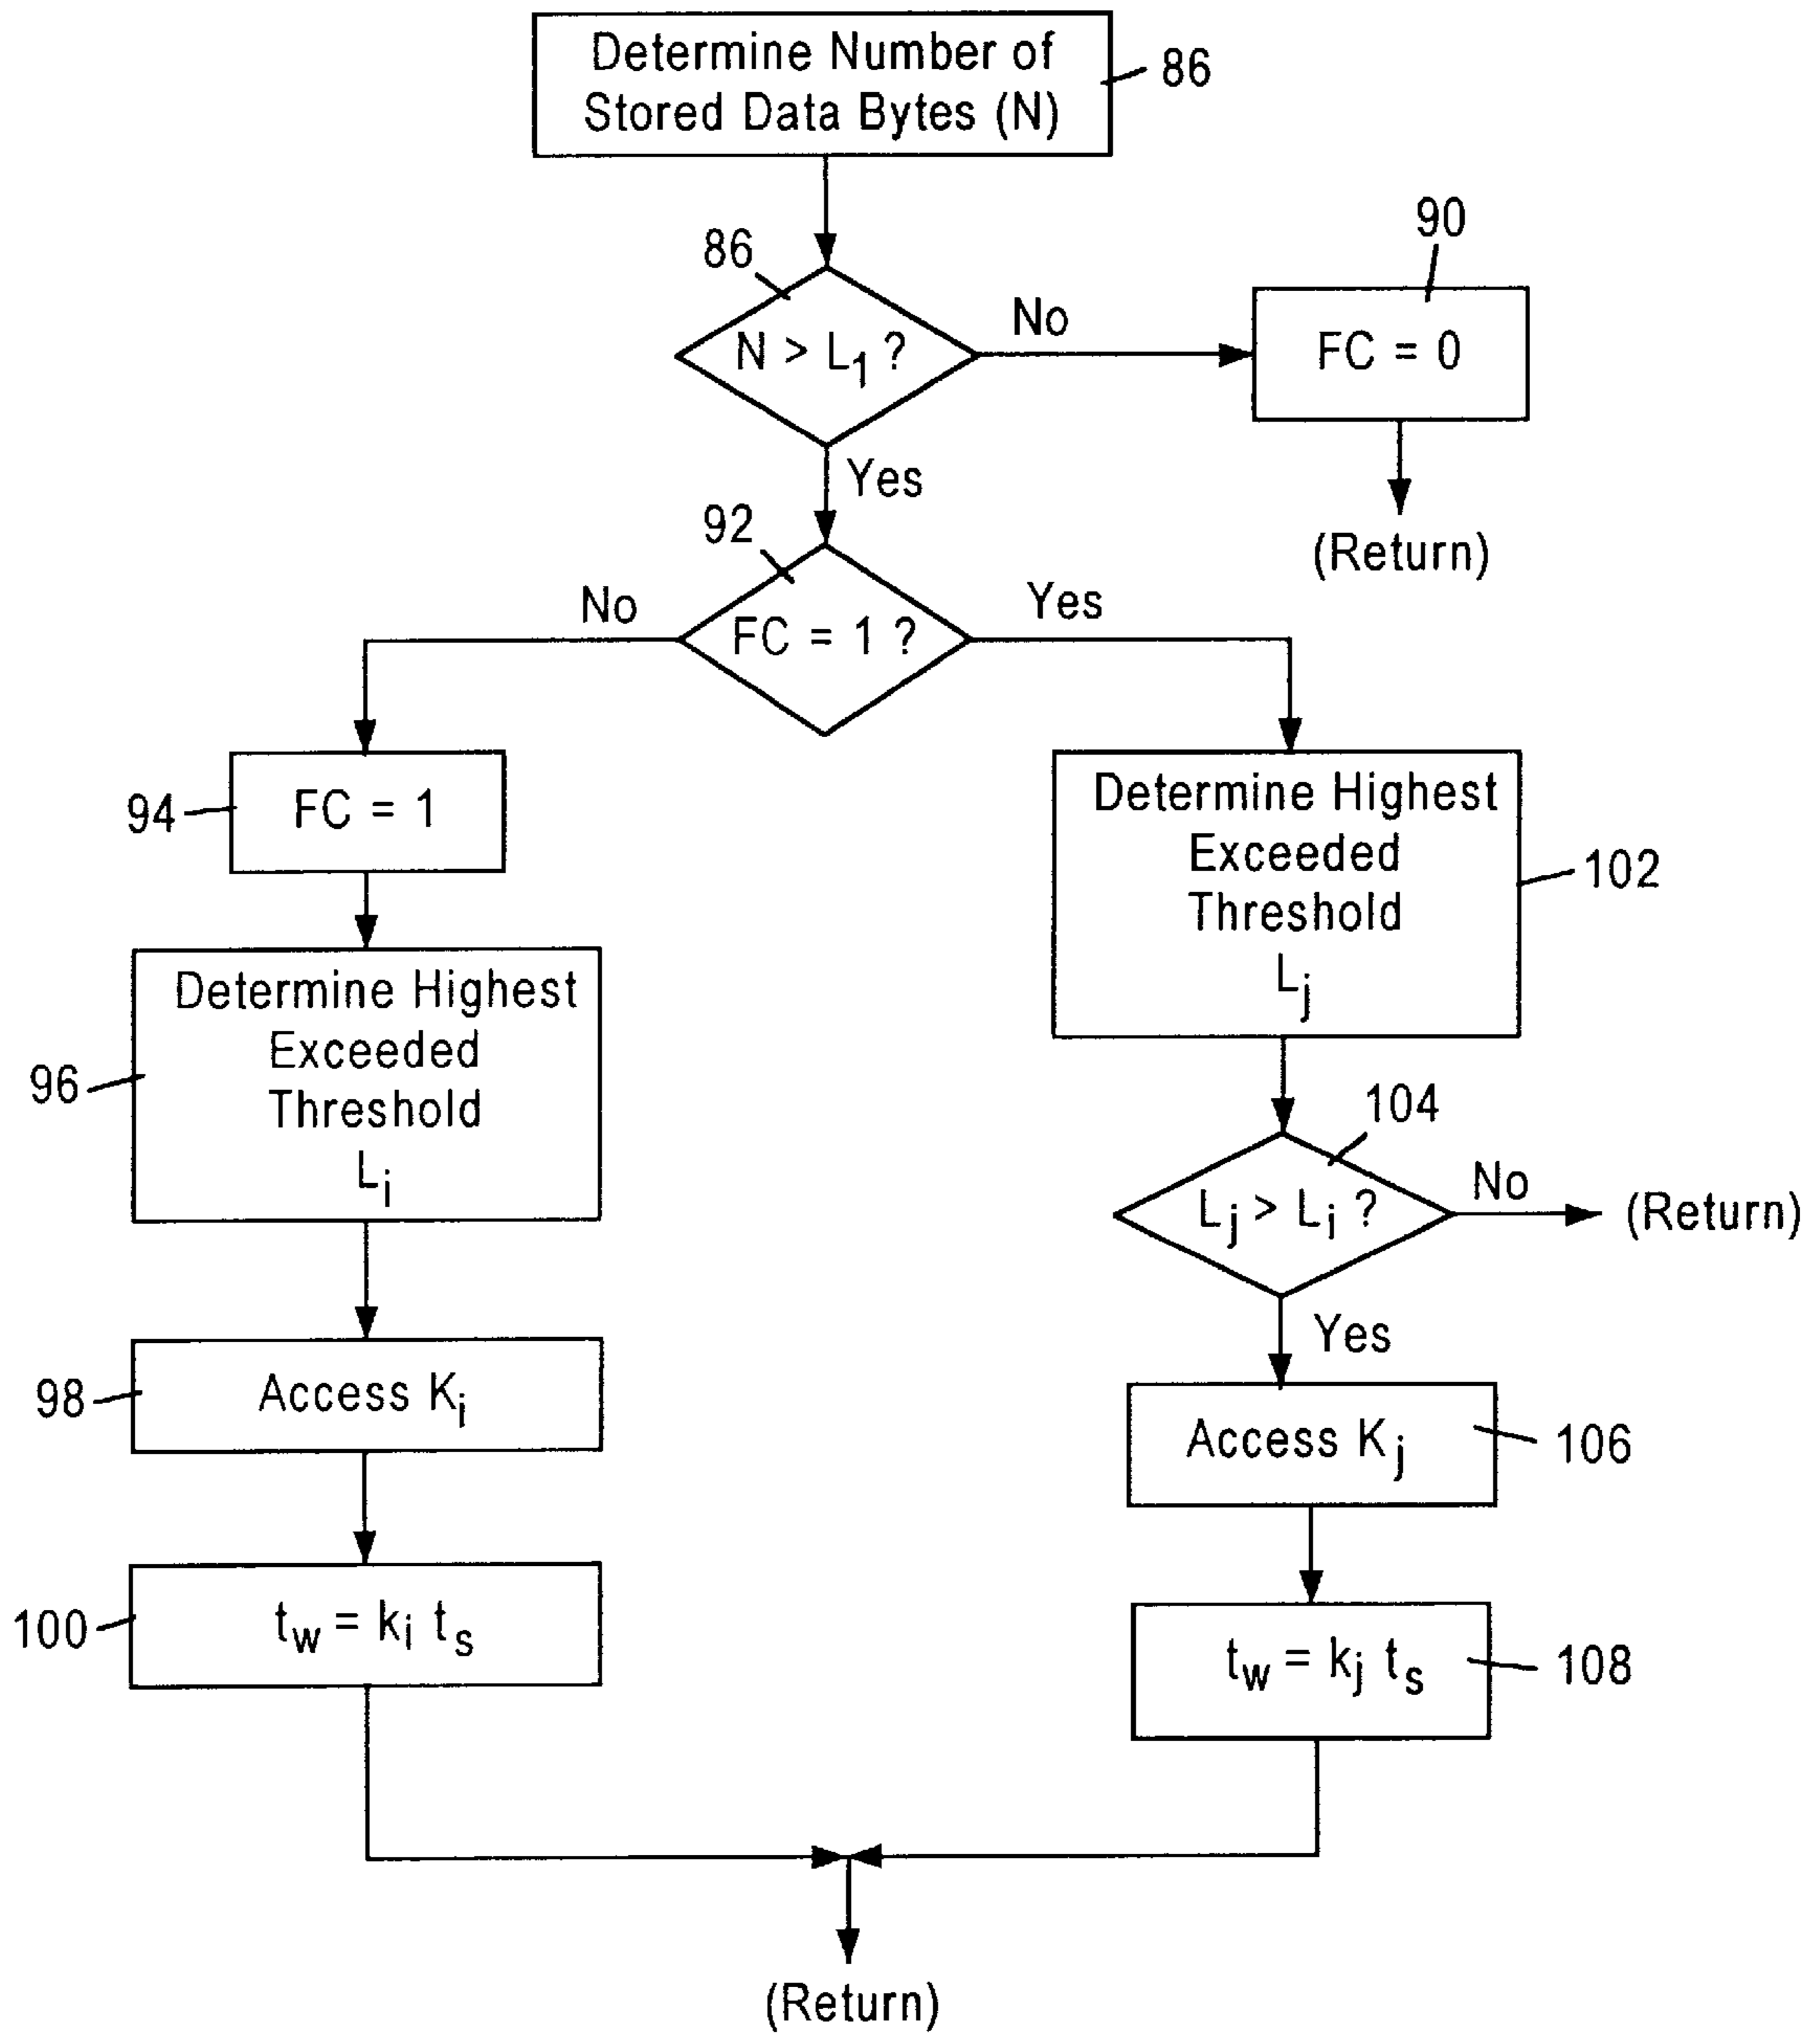 Determine Number of
Stored Data Bytes (N)
86
86
N > L1 ?
No
90
FC = 0
(Return)
Yes
92
FC = 1 ?
No
Yes
94
FC = 1
96
Determine Highest
Exceeded
Threshold
Li
98
Access Ki
100
tw = ki ts
Determine Highest
Exceeded
Threshold
Lj
102
104
Lj > Li ?
No
(Return)
Yes
Access Kj
106
tw = kj ts
108
(Return)